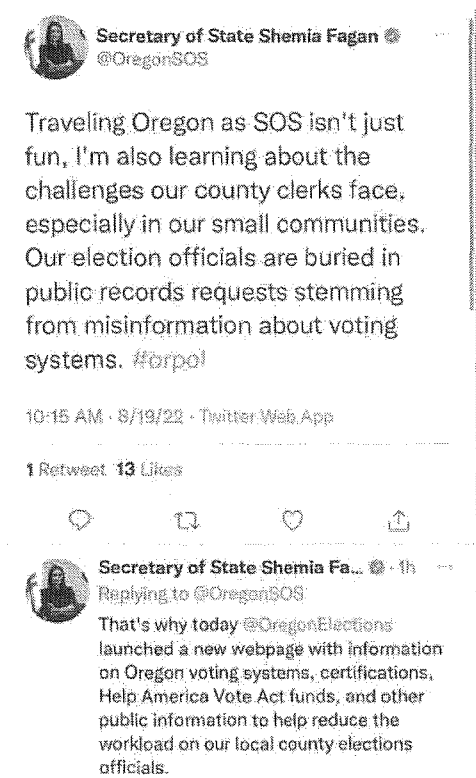 Secretary of State Shemia Fagan
@OregonSOS
Traveling Oregon as SOS isn't just
fun, I'm also learning about the
challenges our county clerks face,
especially in our small communities.
Our election officials are buried in
public records requests stemming
from misinformation about voting
systems. #orpol
10:15 AM · 8/19/22 · Twitter Web App
1 Retweet 13 Likes
Secretary of State Shemia Fa... · 1h
Replying to @OregonSOS
That's why today @OregonElections
launched a new webpage with information
on Oregon voting systems, certifications,
Help America Vote Act funds, and other
public information to help reduce the
workload on our local county elections
officials.